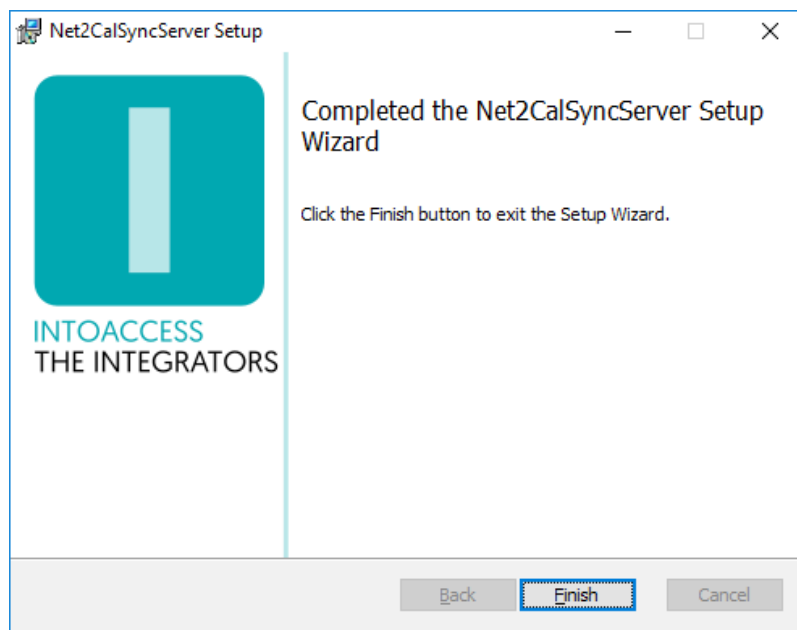 Net2CalSyncServer Setup
Completed the Net2CalSyncServer Setup
Wizard
Click the Finish button to exit the Setup Wizard.
INTOACCESS
THE INTEGRATORS
Back
Finish
Cancel